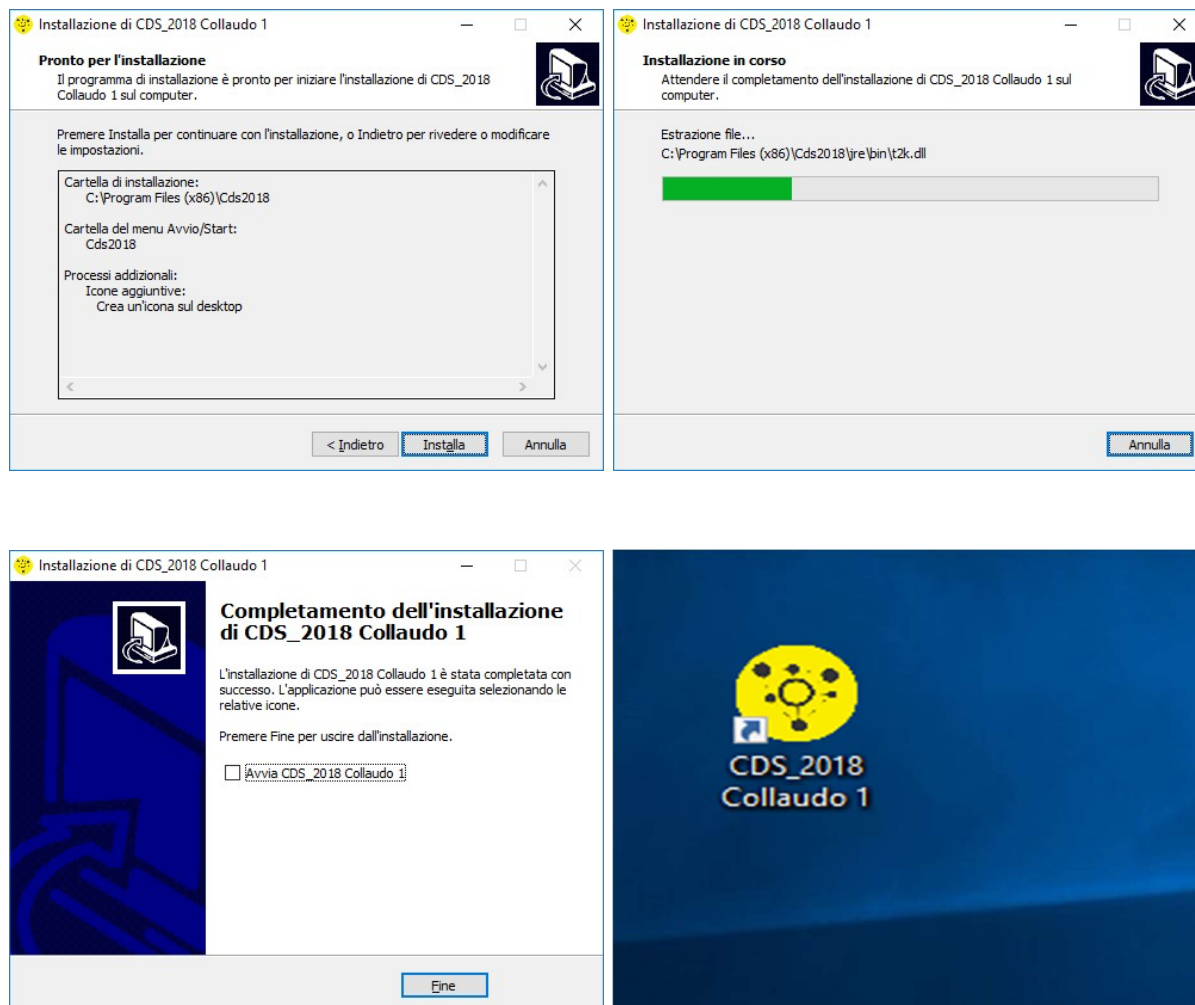 Installazione di CDS_2018 Collaudo 1
Pronto per l'installazione
Il programma di installazione è pronto per iniziare l'installazione di CDS_2018
Collaudo 1 sul computer.
Premere Installa per continuare con l'installazione, o Indietro per rivedere o modificare
le impostazioni.
Cartella di installazione:
C:\Program Files (x86)\Cds2018
Cartella del menu Avvio/Start:
Cds2018
Processi addizionali:
Icone aggiuntive:
Crea un'icona sul desktop
< Indietro
Installa
Annulla
Installazione di CDS_2018 Collaudo 1
Installazione in corso
Attendere il completamento dell'installazione di CDS_2018 Collaudo 1 sul
computer.
Estrazione file...
C:\Program Files (x86)\Cds2018\jre\bin\t2k.dll
Annulla
Installazione di CDS_2018 Collaudo 1
Completamento dell'installazione
di CDS_2018 Collaudo 1
L'installazione di CDS_2018 Collaudo 1 è stata completata con
successo. L'applicazione può essere eseguita selezionando le
relative icone.
Premere Fine per uscire dall'installazione.
Avvia CDS_2018 Collaudo 1
Fine
CDS_2018
Collaudo 1